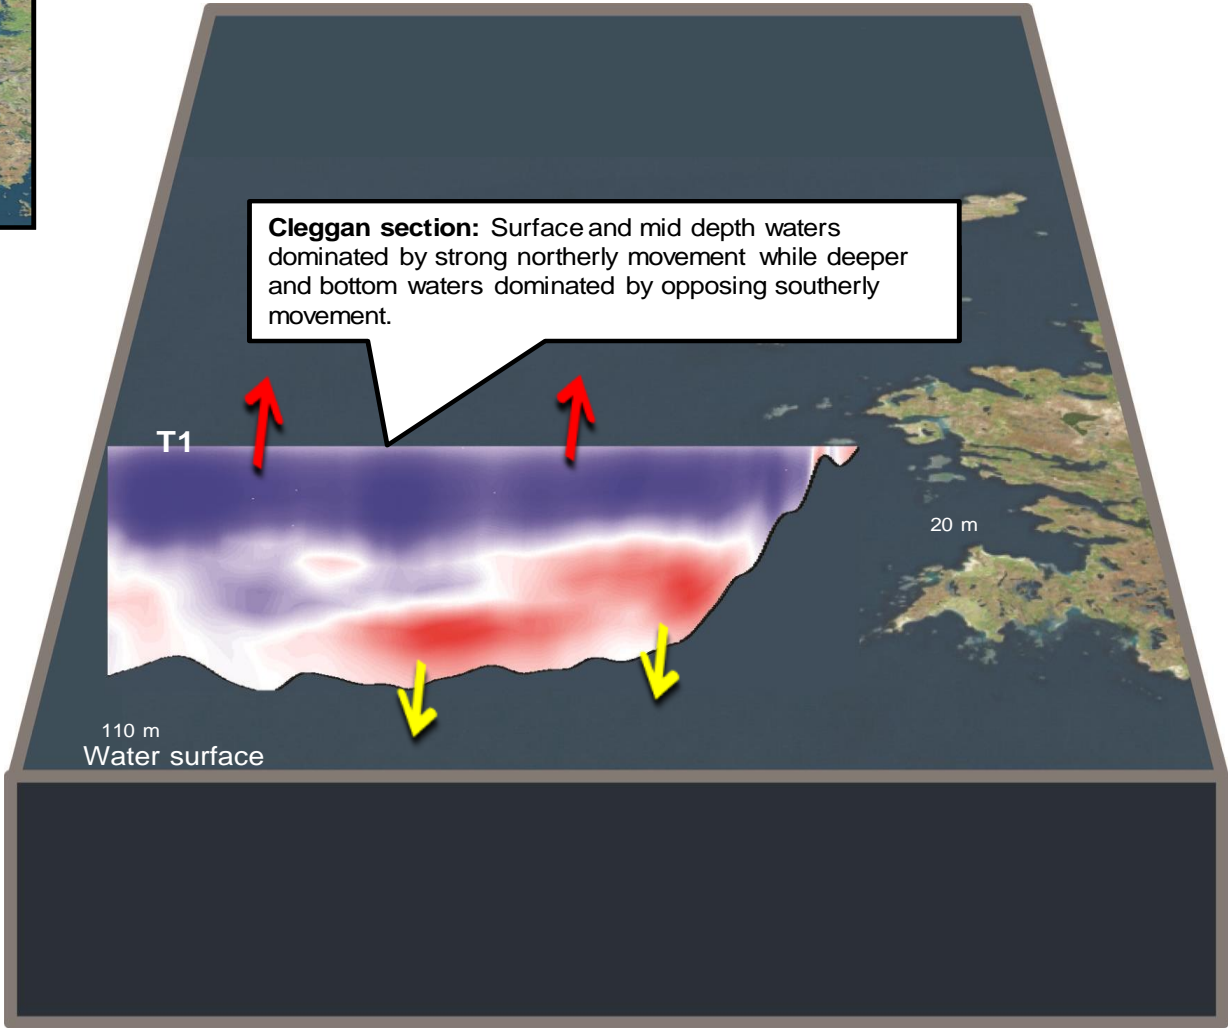 Cleggan section: Surface and mid depth waters
dominated by strong northerly movement while deeper
and bottom waters dominated by opposing southerly
movement.
T1
20 m
110 m
Water surface